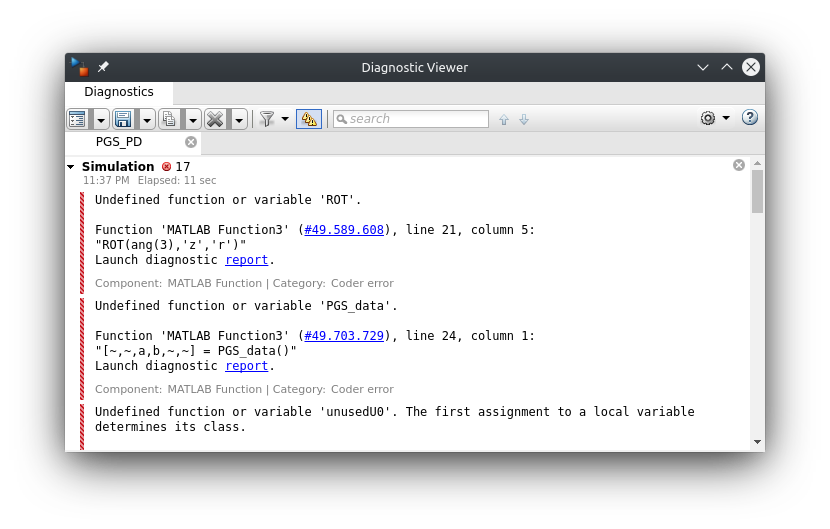 Diagnostic Viewer
Diagnostics
search
PGS_PD
Simulation 17
11:37 PM Elapsed: 11 sec
Undefined function or variable 'ROT'.
Function 'MATLAB Function3' (#49.589.608), line 21, column 5:
"ROT(ang(3),'z','r')"
Launch diagnostic report.
Component: MATLAB Function | Category: Coder error
Undefined function or variable 'PGS_data'.
Function 'MATLAB Function3' (#49.703.729), line 24, column 1:
"[~,~,a,b,~,~] = PGS_data()"
Launch diagnostic report.
Component: MATLAB Function | Category: Coder error
Undefined function or variable 'unusedU0'. The first assignment to a local variable
determines its class.